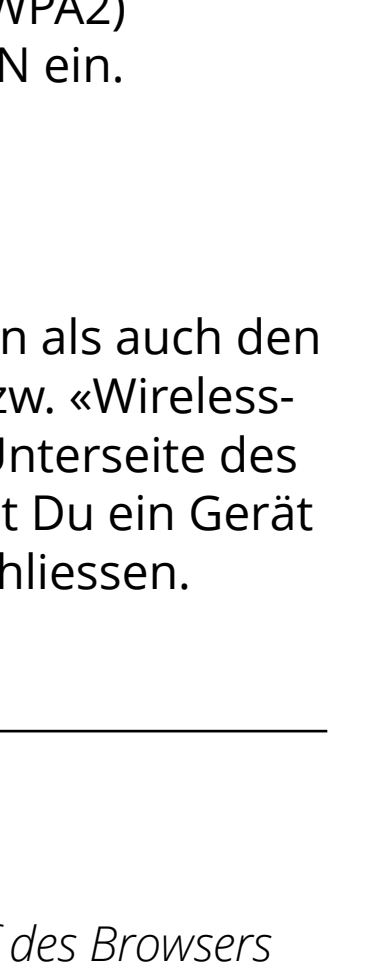 WPA2)
N ein.
n als auch den
zw. «Wireless-
Unterseite des
t Du ein Gerät
hliessen.
des Browsers